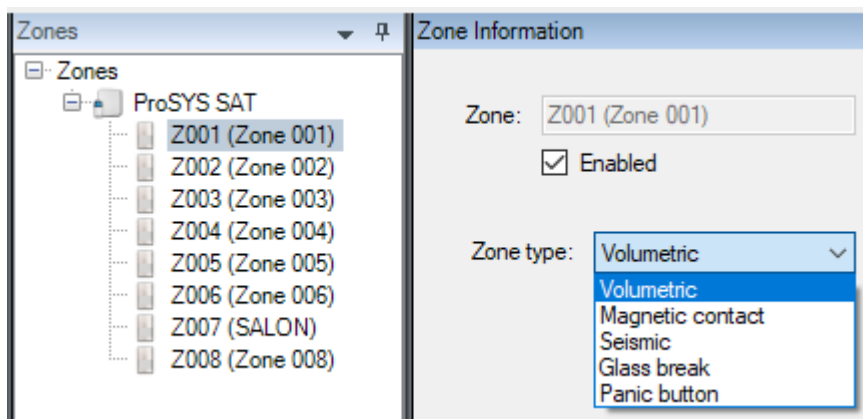 Zones
Zones
ProSYS SAT
Z001 (Zone 001)
Z002 (Zone 002)
Z003 (Zone 003)
Z004 (Zone 004)
Z005 (Zone 005)
Z006 (Zone 006)
Z007 (SALON)
Z008 (Zone 008)
Zone Information
Zone: Z001 (Zone 001)
Enabled
Zone type: Volumetric
Volumetric
Magnetic contact
Seismic
Glass break
Panic button